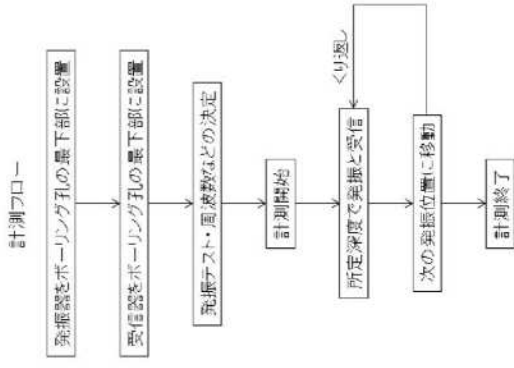 計測フロー
発振器をボーリング孔の最下部に設置
受信器をボーリング孔の最下部に設置
発振テスト・周波数などの決定
計測開始
くり返し
所定深度で発振と受信
次の発振位置に移動
計測終了